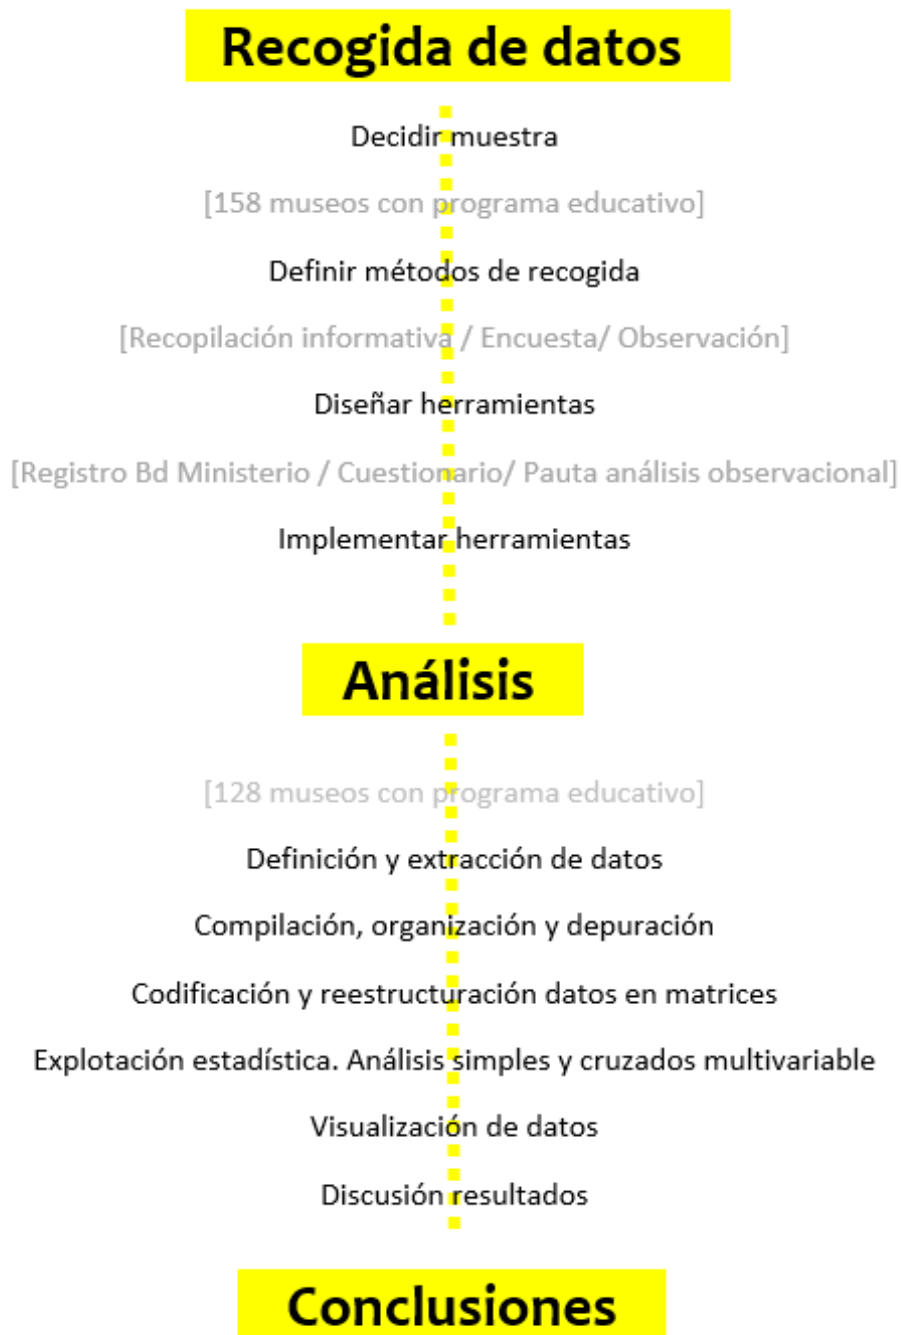 Recogida de datos
Decidir muestra
[158 museos con programa educativo]
Definir métodos de recogida
[Recopilación informativa / Encuesta/ Observación]
Diseñar herramientas
[Registro Bd Ministerio / Cuestionario/ Pauta análisis observacional]
Implementar herramientas
Análisis
[128 museos con programa educativo]
Definición y extracción de datos
Compilación, organización y depuración
Codificación y reestructuración datos en matrices
Explotación estadística. Análisis simples y cruzados multivariable
Visualización de datos
Discusión resultados
Conclusiones